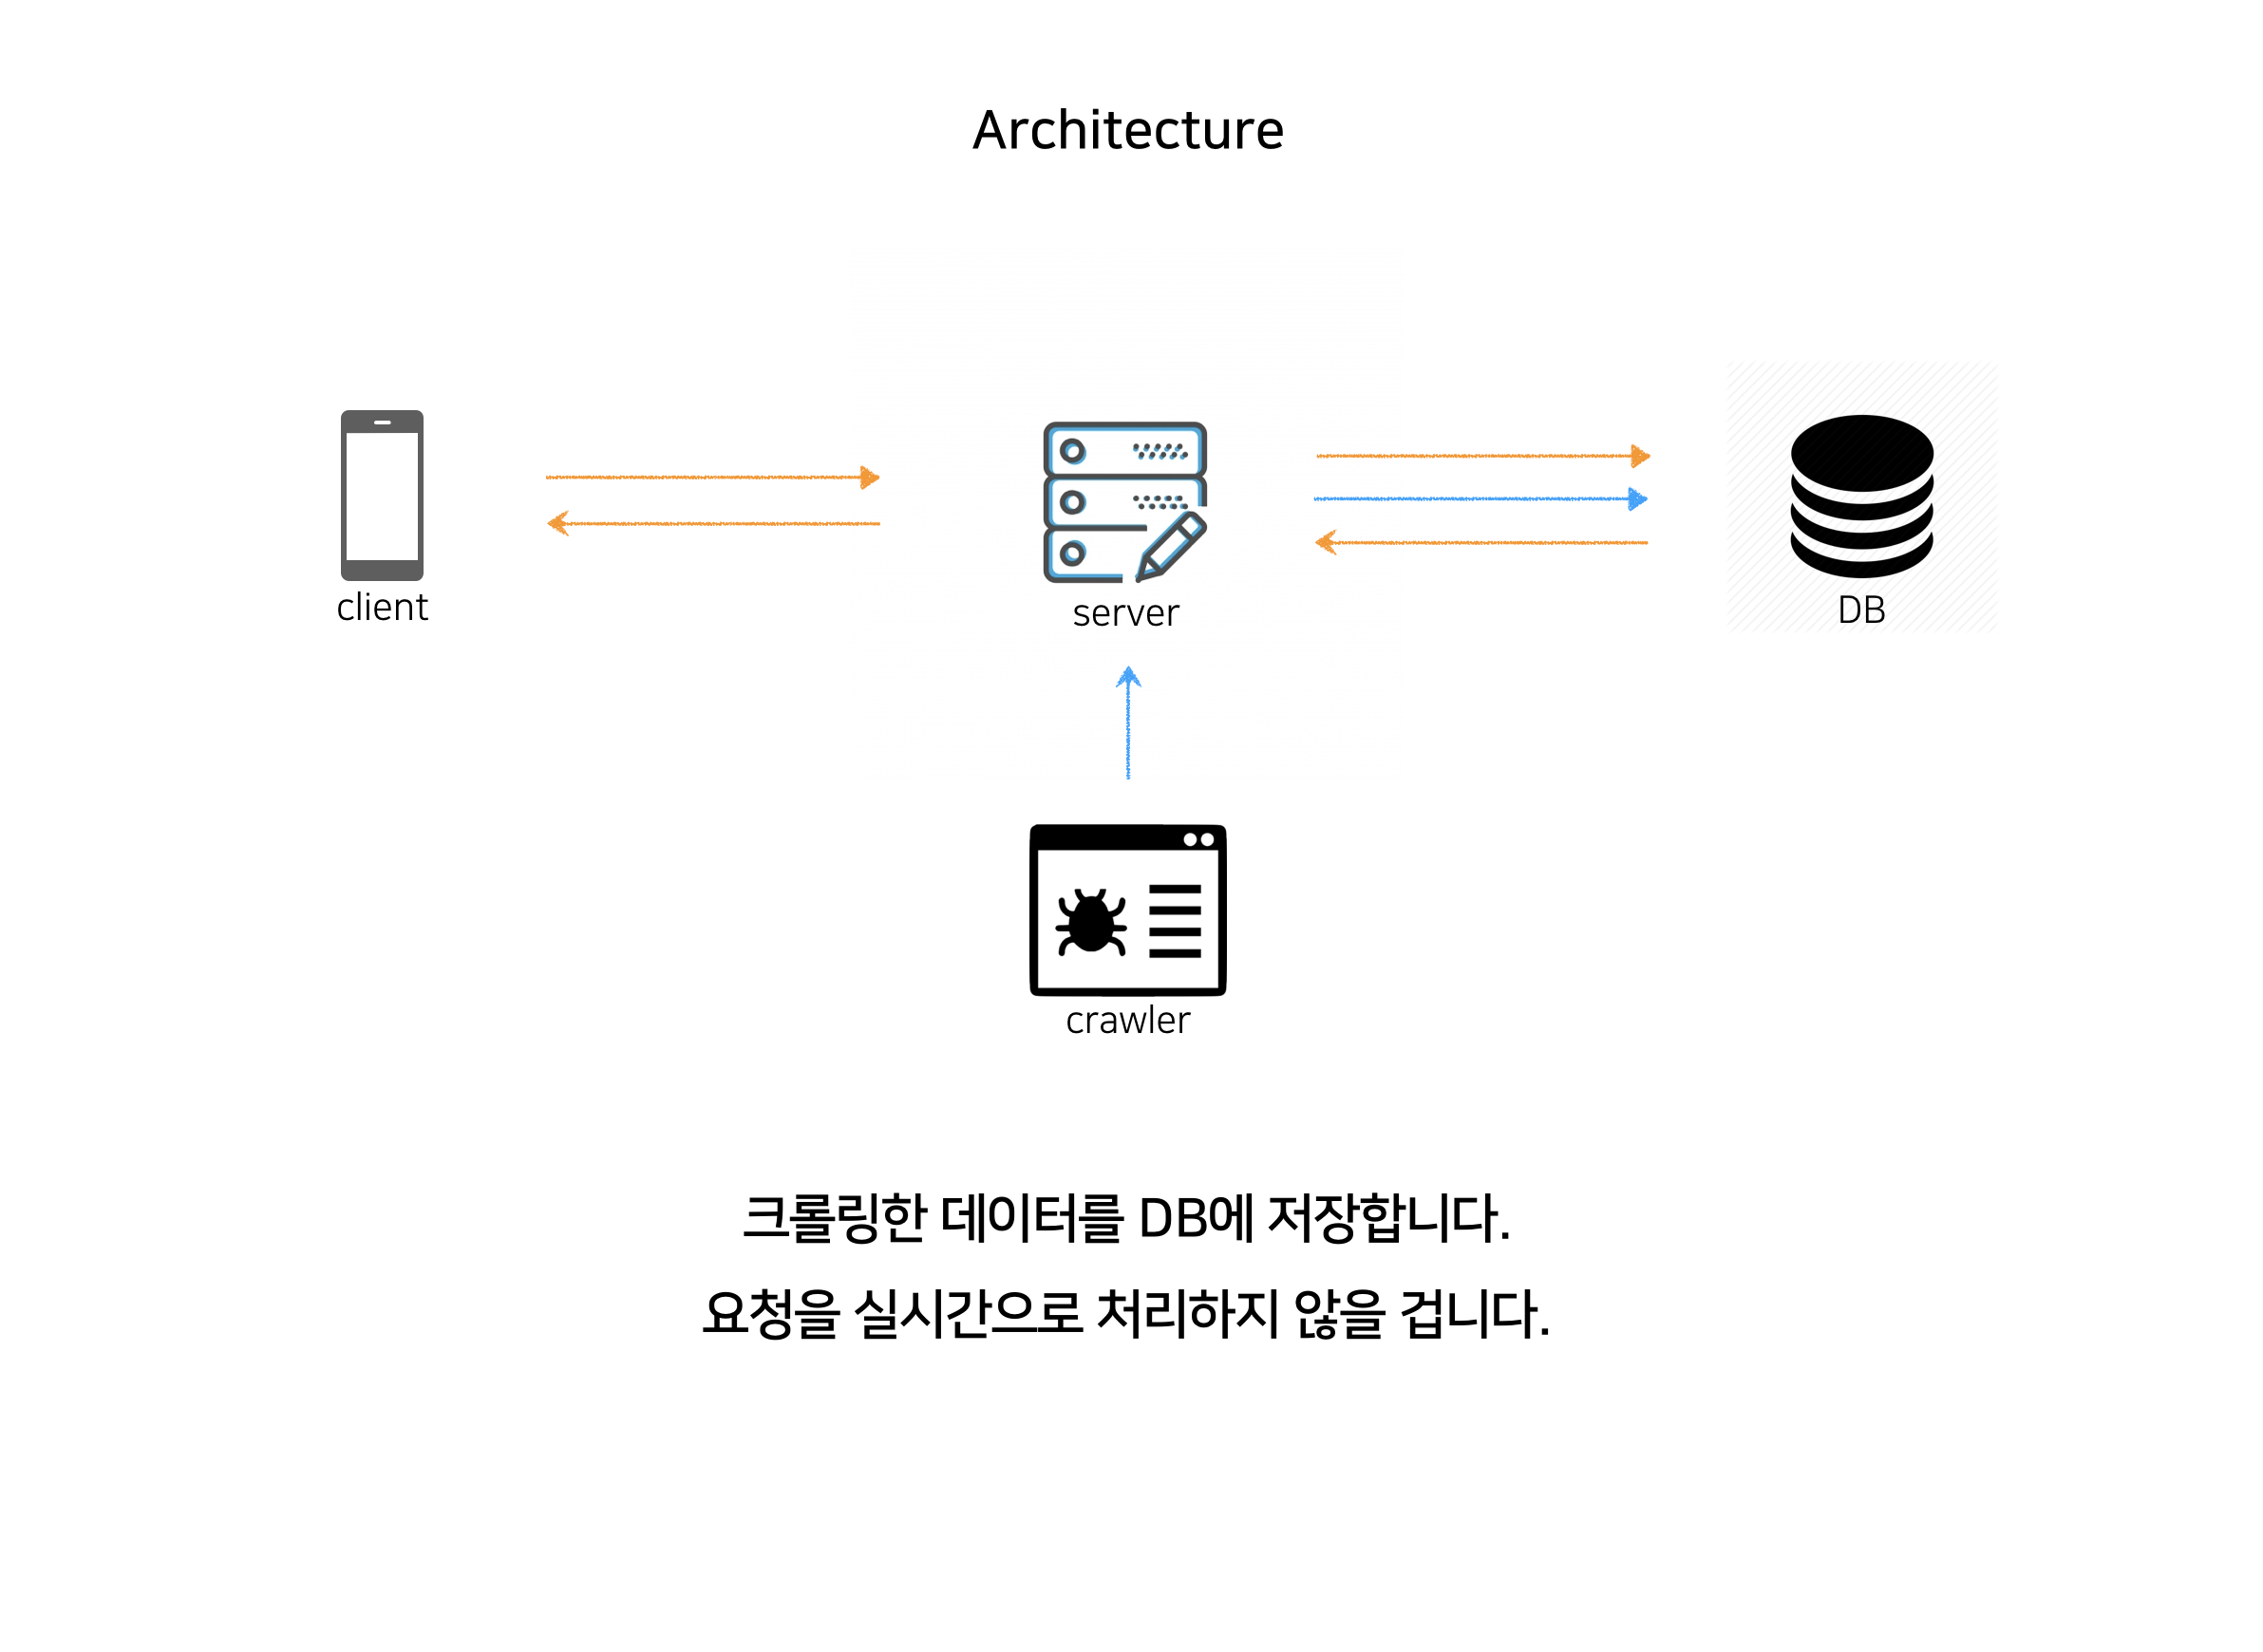 Architecture
client
server
DB
crawler
크롤링한 데이터를 DB에 저장합니다.
요청을 실시간으로 처리하지 않을 겁니다.